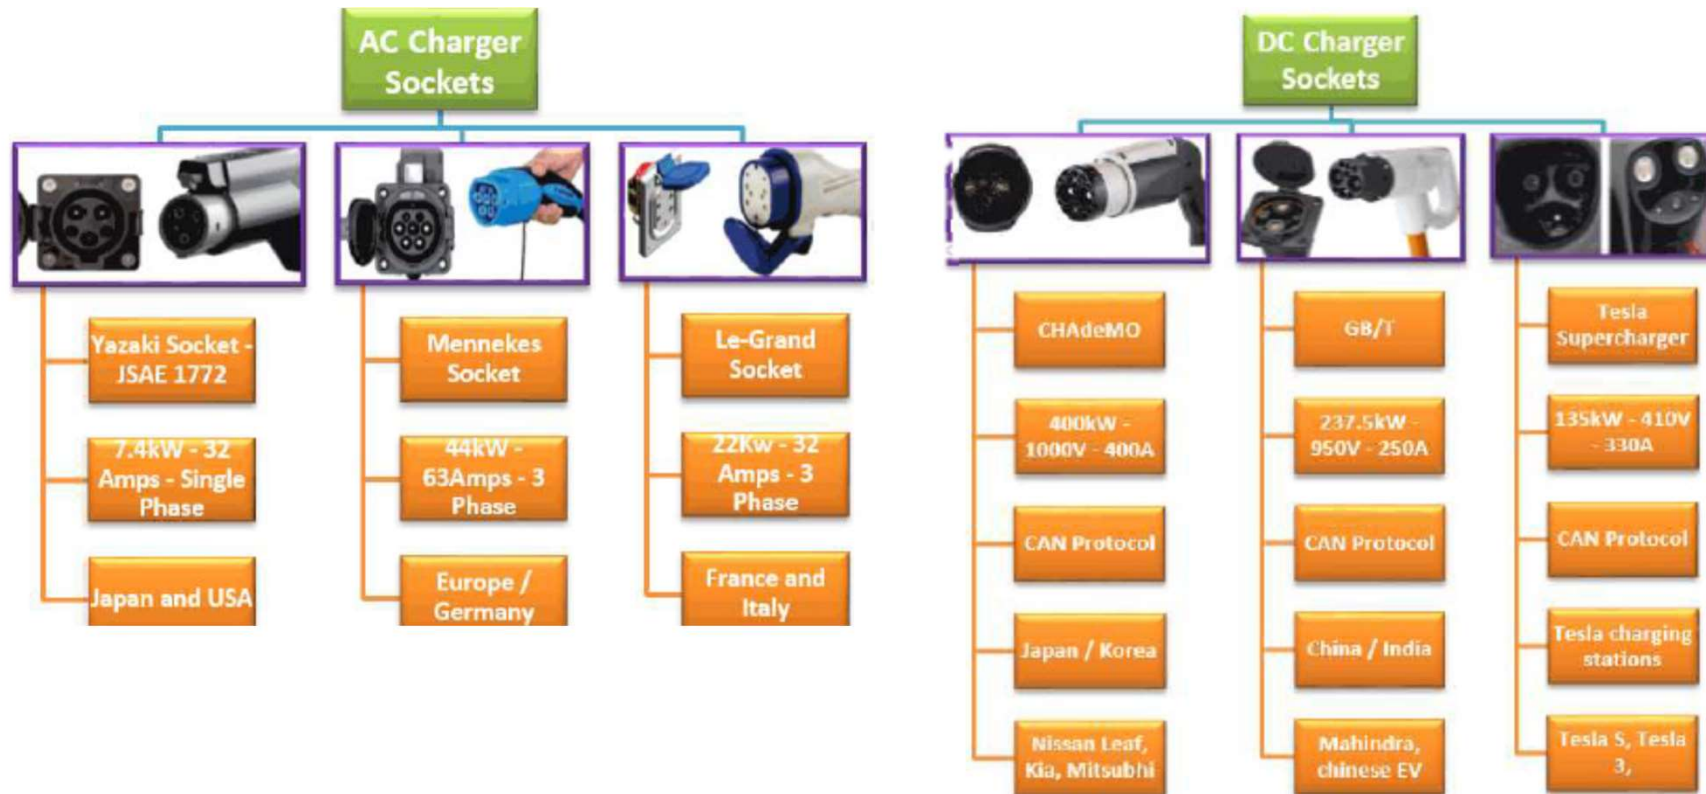 AC Charger
Sockets
Yazaki Socket -
JSAE 1772
7.4kW - 32
Amps - Single
Phase
Japan and USA
Mennekes
Socket
44kW -
63Amps - 3
Phase
Europe /
Germany
Le-Grand
Socket
22Kw - 32
Amps - 3
Phase
France and
Italy
DC Charger
Sockets
CHAdeMO
400kW -
1000V - 400A
CAN Protocol
Japan / Korea
Nissan Leaf,
Kia, Mitsubhi
GB/T
237.5kW -
950V - 250A
CAN Protocol
China / India
Mahindra,
chinese EV
Tesla
Supercharger
135kW - 410V
- 330A
CAN Protocol
Tesla charging
stations
Tesla S, Tesla
3,